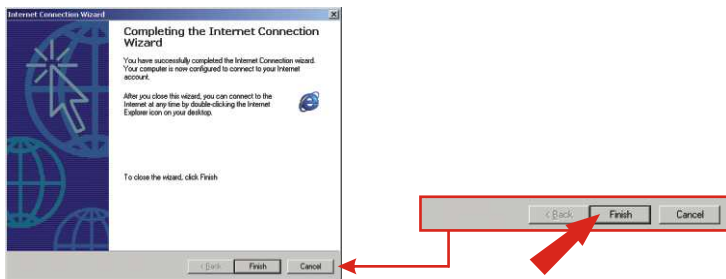 Internet Connection Wizard
Completing the Internet Connection
Wizard
You have successfully completed the Internet Connection wizard.
Your computer is now configured to connect to your Internet
account.
After you close this wizard, you can connect to the
Internet at any time by double-clicking the Internet
Explorer icon on your desktop.
To close the wizard, click Finish
< Back Finish Cancel
< Back Finish Cancel